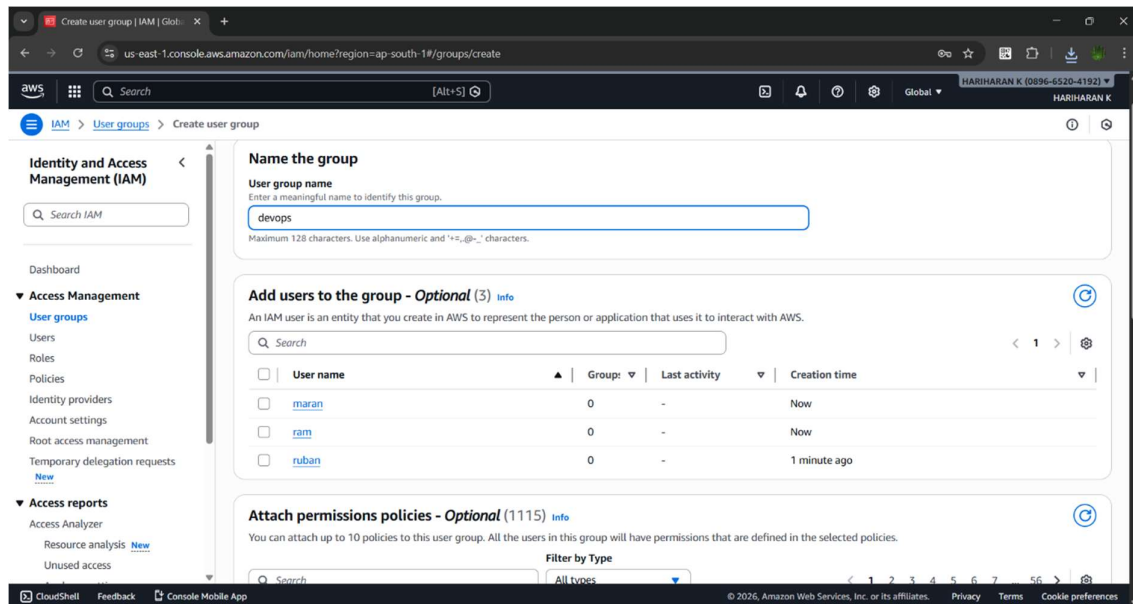 Create user group | IAM | Glob
us-east-1.console.aws.amazon.com/iam/home?region=ap-south-1#/groups/create
aws
Search [Alt+S]
Global
HARIHARAN K (0896-6520-4192)
HARIHARAN K
IAM > User groups > Create user group
Identity and Access Management (IAM)
Search IAM
Dashboard
Access Management
User groups
Users
Roles
Policies
Identity providers
Account settings
Root access management
Temporary delegation requests
New
Access reports
Access Analyzer
Resource analysis New
Unused access
Name the group
User group name
Enter a meaningful name to identify this group.
devops
Maximum 128 characters. Use alphanumeric and '+=,.@-_' characters.
Add users to the group - Optional (3) Info
An IAM user is an entity that you create in AWS to represent the person or application that uses it to interact with AWS.
Search
< 1 >
User name Groups Last activity Creation time
maran 0 - Now
ram 0 - Now
ruban 0 - 1 minute ago
Attach permissions policies - Optional (1115) Info
You can attach up to 10 policies to this user group. All the users in this group will have permissions that are defined in the selected policies.
Filter by Type
Search
All types
< 1 2 3 4 5 6 7 ... 56 >
CloudShell Feedback Console Mobile App
© 2026, Amazon Web Services, Inc. or its affiliates. Privacy Terms Cookie preferences